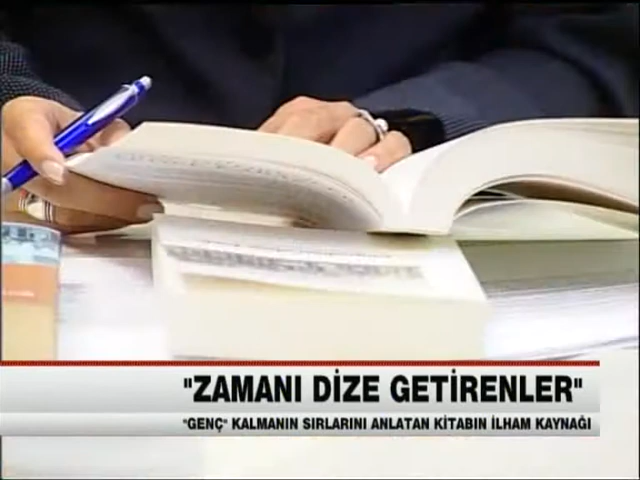 "ZAMANI DİZE GETİRENLER"
"GENÇ" KALMANIN SIRLARINI ANLATAN KİTABIN İLHAM KAYNAĞI